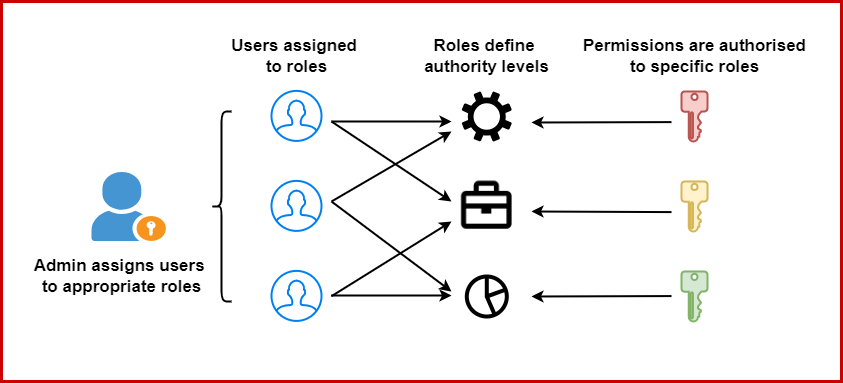 Users assigned
to roles
Roles define
authority levels
Permissions are authorised
to specific roles
Admin assigns users
to appropriate roles